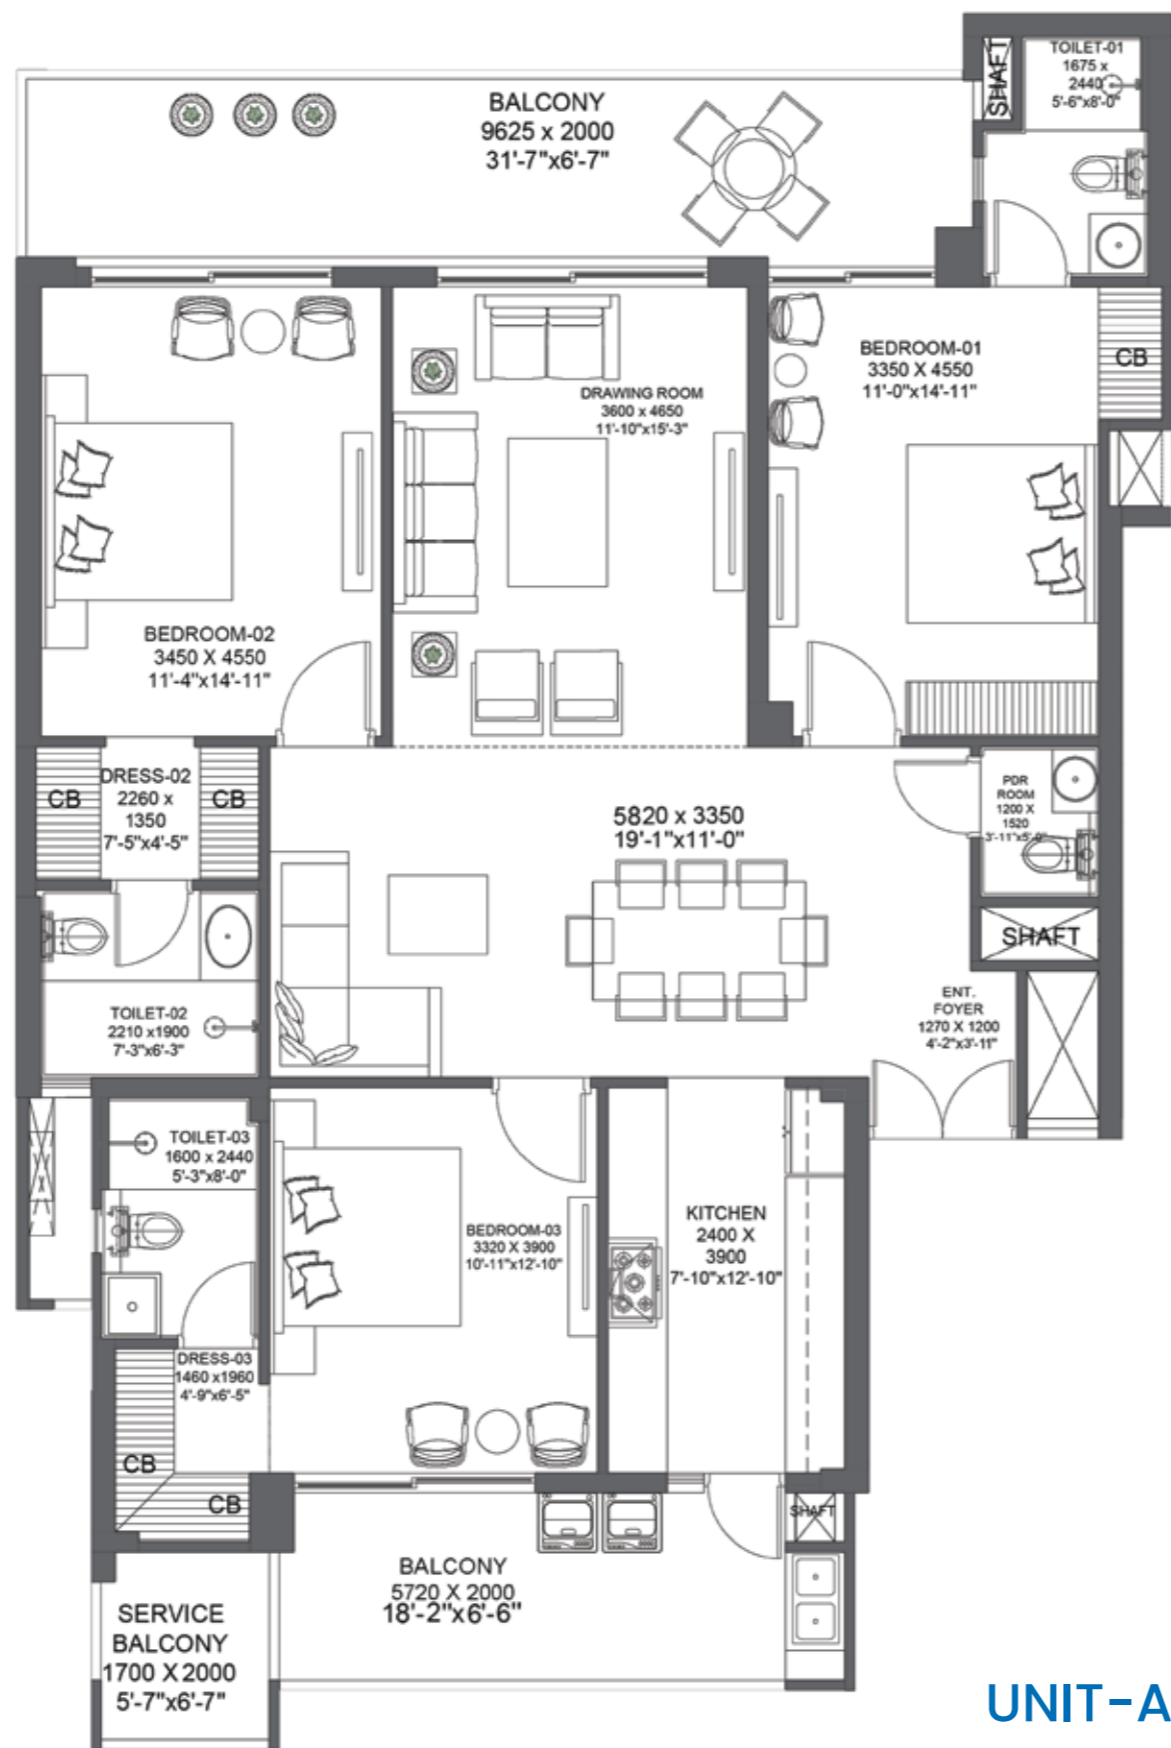 SHAFT
TOILET-01
1675 x
2440
5'-6"x8'-0"
BALCONY
9625 x 2000
31'-7"x6'-7"
BEDROOM-01
3350 X 4550
11'-0"x14'-11"
CB
DRAWING ROOM
3600 x 4650
11'-10"x15'-3"
BEDROOM-02
3450 X 4550
11'-4"x14'-11"
DRESS-02
2260 x
1350
7'-5"x4'-5"
CB
CB
5820 x 3350
19'-1"x11'-0"
PDR
ROOM
1200 X
1520
3'-11"x5'-0"
SHAFT
ENT.
FOYER
1270 X 1200
4'-2"x3'-11"
TOILET-02
2210 x1900
7'-3"x6'-3"
TOILET-03
1600 x 2440
5'-3"x8'-0"
BEDROOM-03
3320 X 3900
10'-11"x12'-10"
KITCHEN
2400 X
3900
7'-10"x12'-10"
DRESS-03
1460 x1960
4'-9"x6'-5"
CB
CB
SHAFT
BALCONY
5720 X 2000
18'-2"x6'-6"
SERVICE
BALCONY
1700 X 2000
5'-7"x6'-7"
UNIT-A